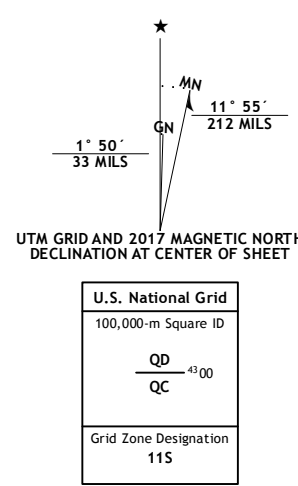 ★
MN
GN
11° 55´
212 MILS
1° 50´
33 MILS
UTM GRID AND 2017 MAGNETIC NORTH
DECLINATION AT CENTER OF SHEET
U.S. National Grid
100,000-m Square ID
QD
4300
QC
Grid Zone Designation
11S